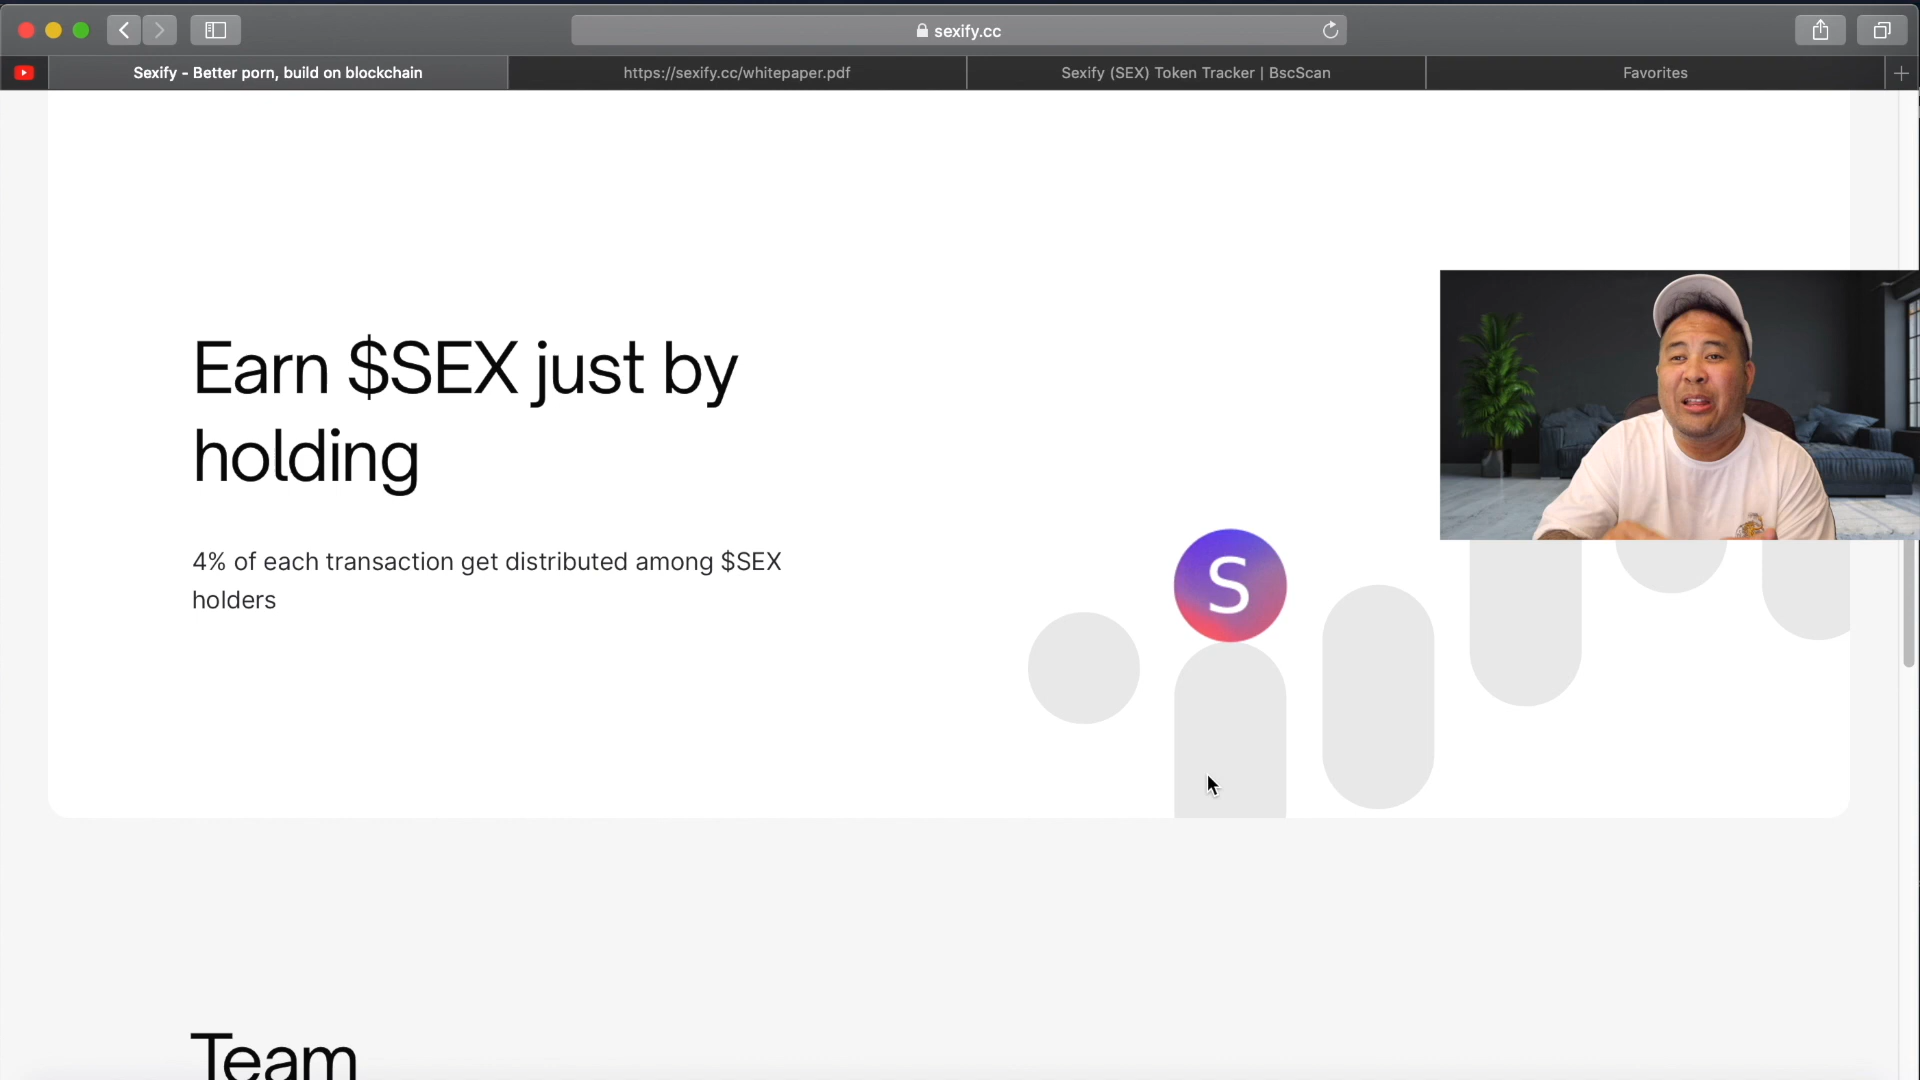 sexify.cc
Sexify - Better porn, build on blockchain
https://sexify.cc/whitepaper.pdf
Sexify (SEX) Token Tracker | BscScan
Favorites
Earn $SEX just by
holding
4% of each transaction get distributed among $SEX
holders
S
Team